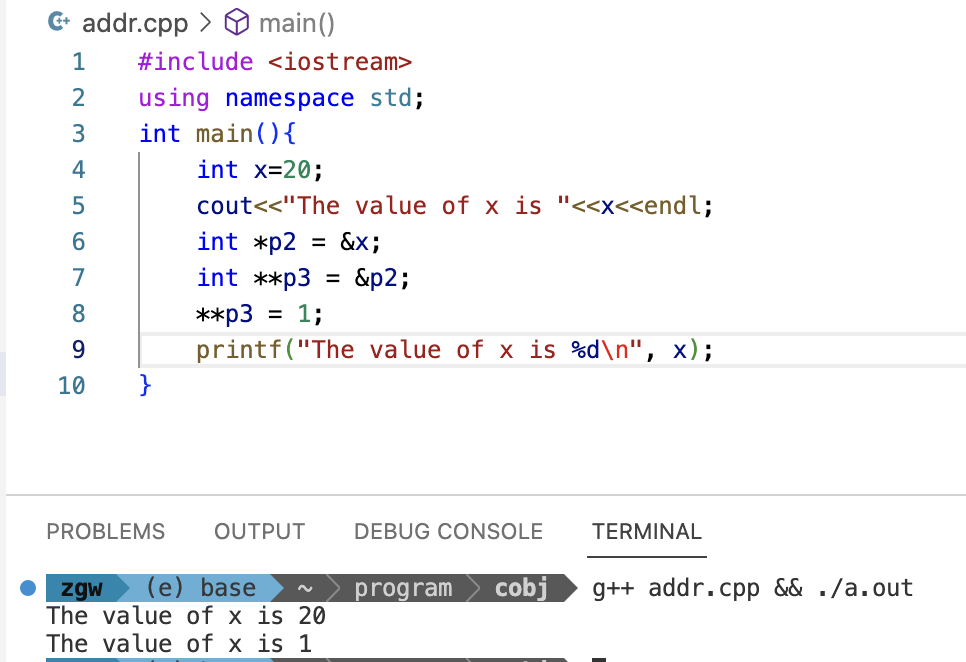 addr.cpp > main()
1 #include <iostream>
2 using namespace std;
3 int main(){
4     int x=20;
5     cout<<"The value of x is "<<x<<endl;
6     int *p2 = &x;
7     int **p3 = &p2;
8     **p3 = 1;
9     printf("The value of x is %d\n", x);
10 }
PROBLEMS OUTPUT DEBUG CONSOLE TERMINAL
zgw (e) base ~ program cobj g++ addr.cpp && ./a.out
The value of x is 20
The value of x is 1